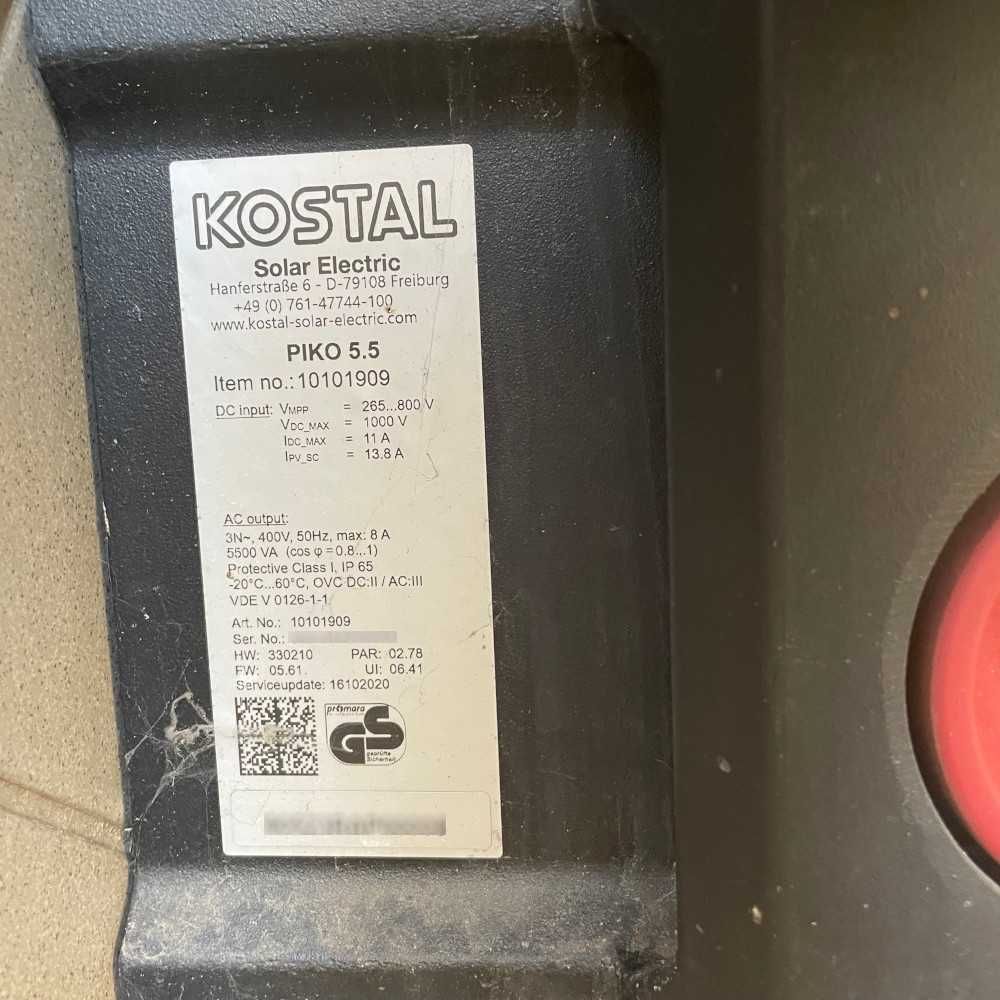 KOSTAL
Solar Electric
Hanferstraße 6 - D-79108 Freiburg
+49 (0) 761-47744-100
www.kostal-solar-electric.com
PIKO 5.5
Item no.: 10101909
DC input: VMPP = 265...800 V
VDC_MAX = 1000 V
IDC_MAX = 11 A
IPV_SC = 13.8 A
AC output:
3N~, 400V, 50Hz, max: 8 A
5500 VA (cos φ = 0.8...1)
Protective Class I, IP 65
-20°C...60°C, OVC DC:II / AC:III
VDE V 0126-1-1
Art. No.: 10101909
Ser. No.:
HW: 330210 PAR: 02.78
FW: 05.61 UI: 06.41
Serviceupdate: 16102020
promara
GS
geprüfte
Sicherheit